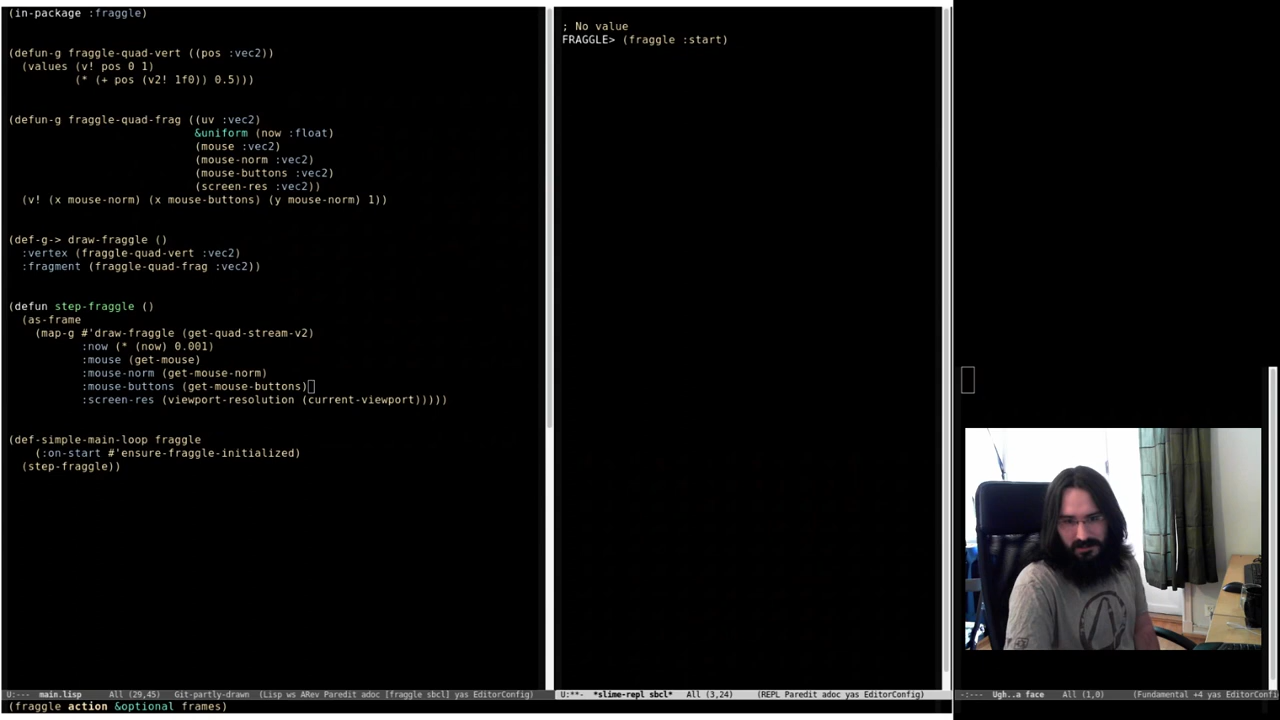 (in-package :fraggle)
(defun-g fraggle-quad-vert ((pos :vec2))
(values (v! pos 0 1)
(* (+ pos (v2! 1f0)) 0.5)))
(defun-g fraggle-quad-frag ((uv :vec2)
&uniform (now :float)
(mouse :vec2)
(mouse-norm :vec2)
(mouse-buttons :vec2)
(screen-res :vec2))
(v! (x mouse-norm) (x mouse-buttons) (y mouse-norm) 1))
(def-g-> draw-fraggle ()
:vertex (fraggle-quad-vert :vec2)
:fragment (fraggle-quad-frag :vec2))
(defun step-fraggle ()
(as-frame
(map-g #'draw-fraggle (get-quad-stream-v2)
:now (* (now) 0.001)
:mouse (get-mouse)
:mouse-norm (get-mouse-norm)
:mouse-buttons (get-mouse-buttons)
:screen-res (viewport-resolution (current-viewport)))))
(def-simple-main-loop fraggle
(:on-start #'ensure-fraggle-initialized)
(step-fraggle))
U:--- main.lisp All (29,45) Git-partly-drawn (Lisp ws ARev Paredit adoc [fraggle sbcl] yas EditorConfig)
(fraggle action &optional frames)
; No value
FRAGGLE> (fraggle :start)
U:**- *slime-repl sbcl* All (3,24) (REPL Paredit adoc yas EditorConfig)
-:--- Ugh..a face All (1,0) (Fundamental +4 yas EditorConfi